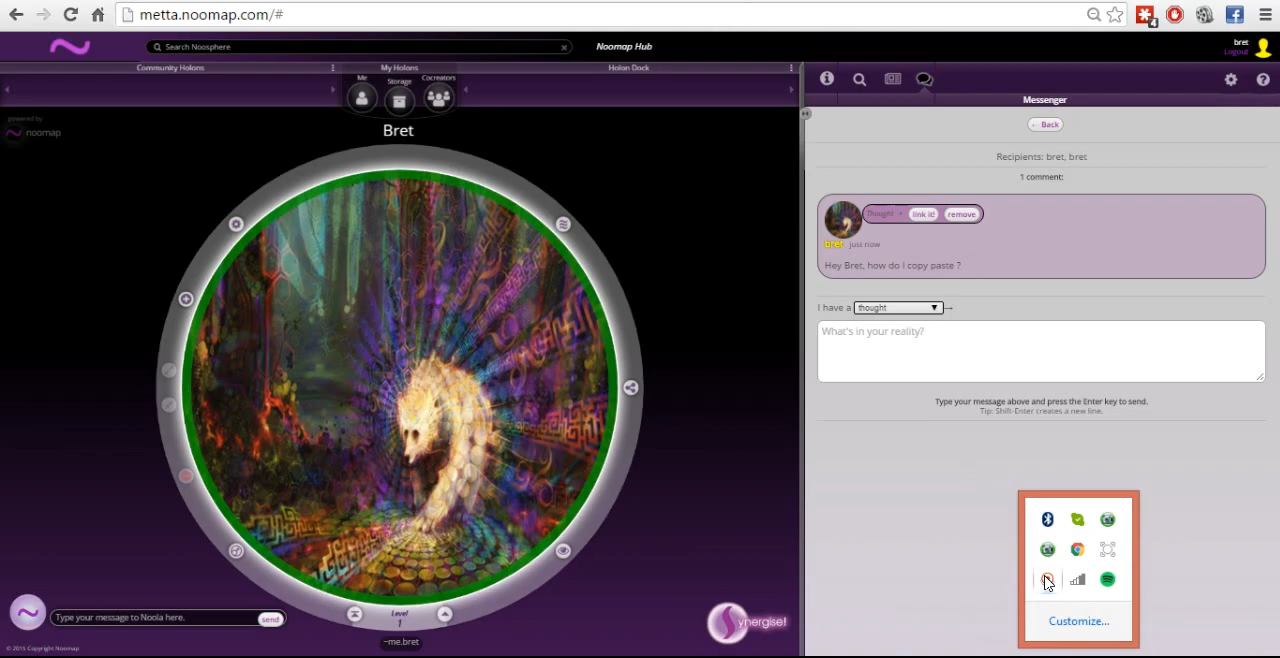 metta.noomap.com/#
4
Search Noosphere
Noomap Hub
bret
Logout
Community Holons
My Holons
Holon Dock
Me
Storage
Cocreators
powered by
noomap
Bret
Messenger
← Back
Recipients: bret, bret
1 comment:
Thought
link it!
remove
bret, just now
Hey Bret, how do i copy paste ?
I have a thought
What's in your reality?
Type your message above and press the Enter key to send.
Tip: Shift-Enter creates a new line.
Customize...
Type your message to Noola here.
send
Level
1
~me.bret
Synergise!
© 2015 Copyright Noomap